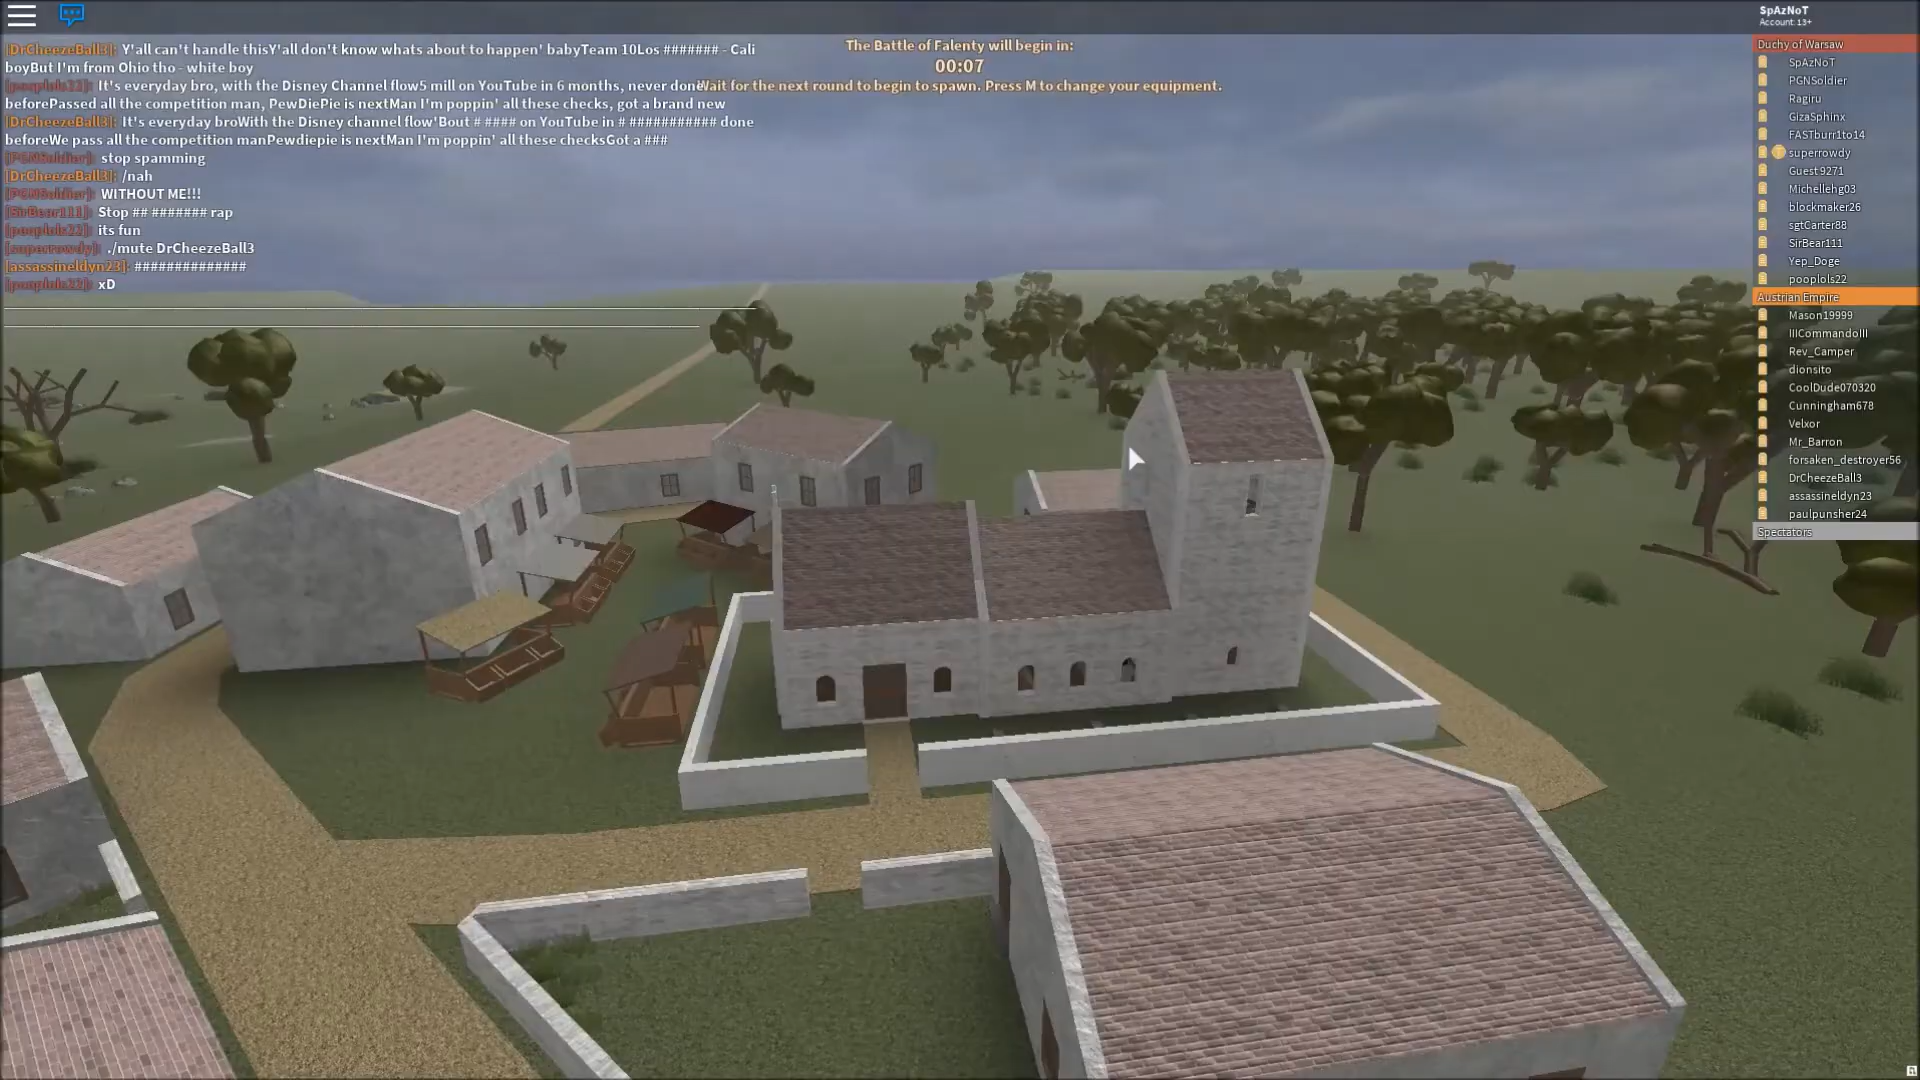 SpAzNoT
Account: 13+
[DrCheezeBall3]: Y'all can't handle thisY'all don't know whats about to happen' babyTeam 10Los ####### - Cali
boyBut I'm from Ohio tho - white boy
[pooplols22]: It's everyday bro, with the Disney Channel flow5 mill on YouTube in 6 months, never done
beforePassed all the competition man, PewDiePie is nextMan I'm poppin' all these checks, got a brand new
[DrCheezeBall3]: It's everyday broWith the Disney channel flow'Bout # #### on YouTube in # ########### done
beforeWe pass all the competition manPewdiepie is nextMan I'm poppin' all these checksGot a ###
[PGNSoldier]: stop spamming
[DrCheezeBall3]: /nah
[PGNSoldier]: WITHOUT ME!!!
[SirBear111]: Stop ## ####### rap
[pooplols22]: its fun
[superrowdy]: ./mute DrCheezeBall3
[assassineldyn23]: ##############
[pooplols22]: xD
The Battle of Falenty will begin in:
00:07
Wait for the next round to begin to spawn. Press M to change your equipment.
Duchy of Warsaw
SpAzNoT
PGNSoldier
Ragiru
GizaSphinx
FASTburr1to14
superrowdy
Guest 9271
Michellehg03
blockmaker26
sgtCarter88
SirBear111
Yep_Doge
pooplols22
Austrian Empire
Mason19999
IIICommandoIII
Rev_Camper
dionsito
CoolDude070320
Cunningham678
Velxor
Mr_Barron
forsaken_destroyer56
DrCheezeBall3
assassineldyn23
paulpunsher24
Spectators